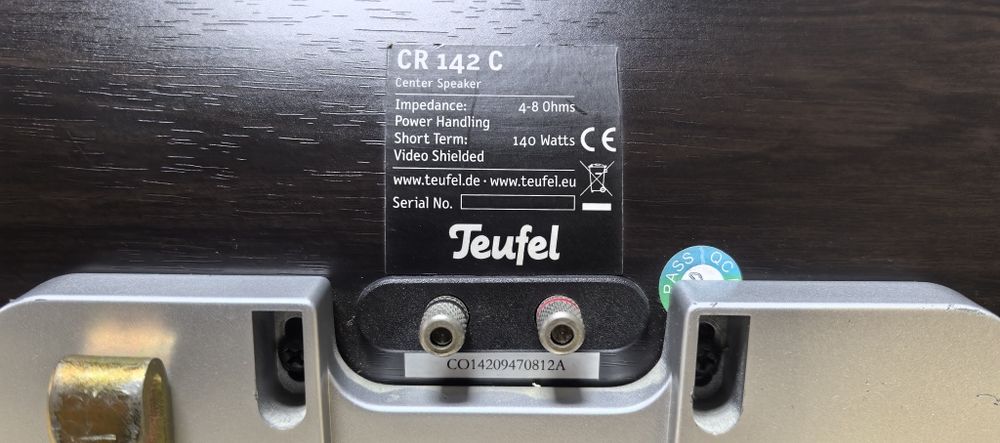 CR 142 C
Center Speaker
Impedance: 4-8 Ohms
Power Handling
Short Term: 140 Watts CE
Video Shielded
www.teufel.de · www.teufel.eu
Serial No.
Teufel
PASS QC
CO14209470812A